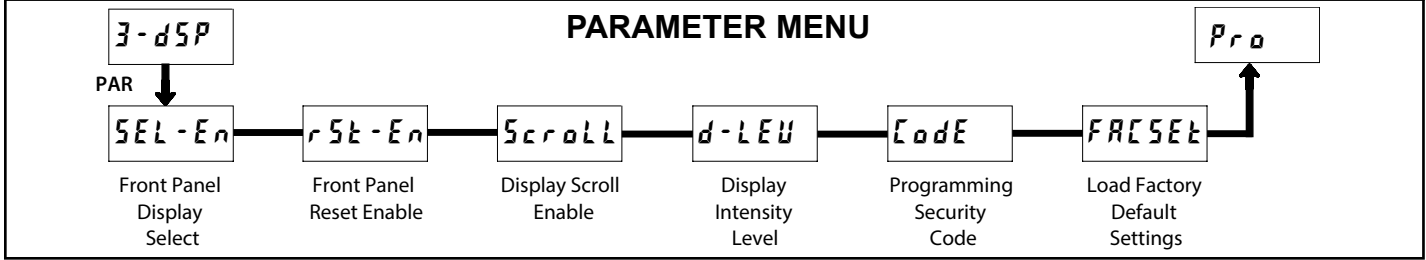 PARAMETER MENU
3-dSP
Pro
PAR
SEL-En
rSt-En
ScroLL
d-LEV
CodE
FACSEt
Front Panel
Display
Select
Front Panel
Reset Enable
Display Scroll
Enable
Display
Intensity
Level
Programming
Security
Code
Load Factory
Default
Settings